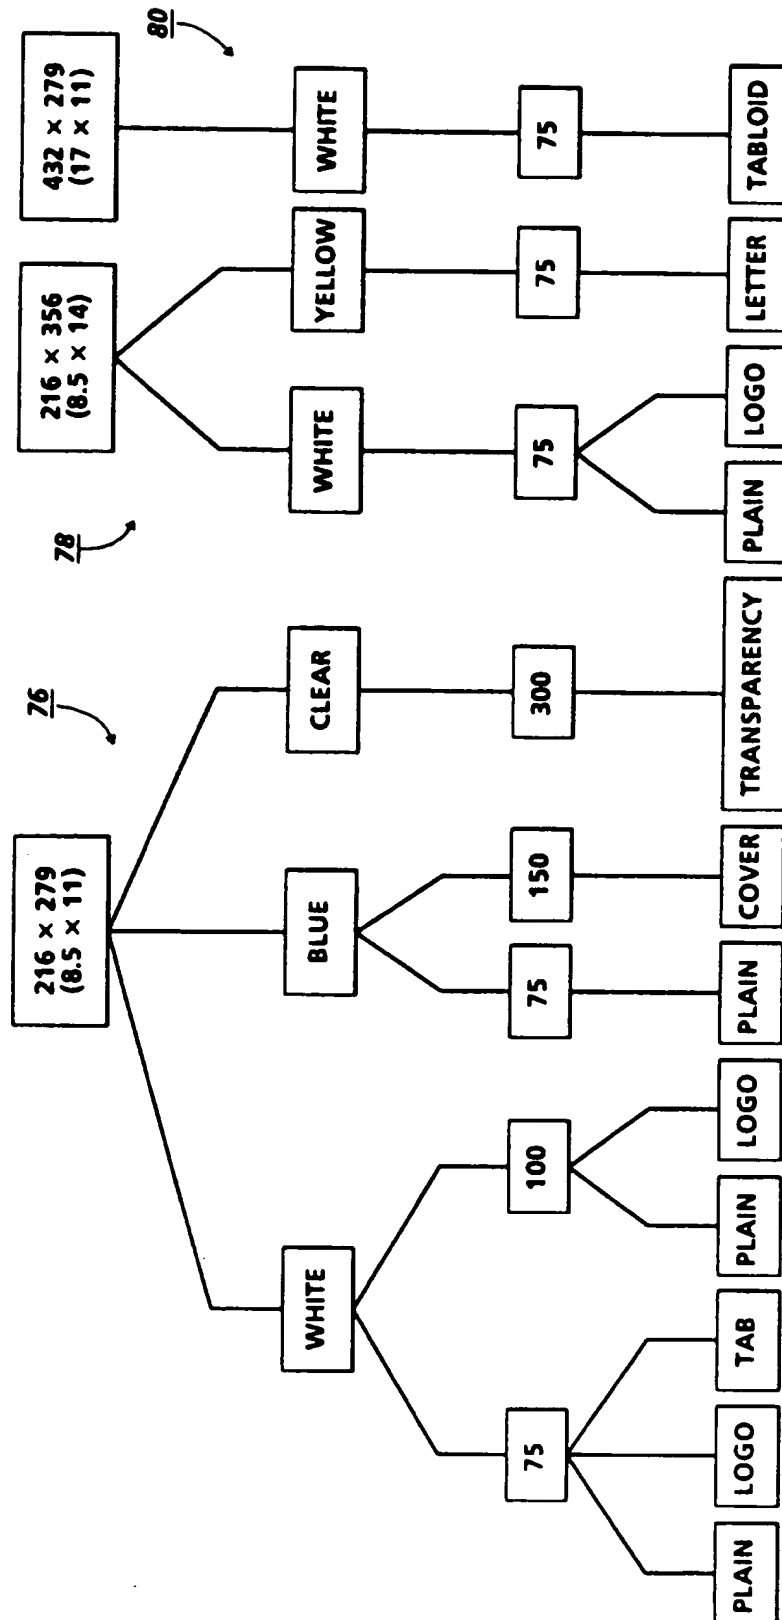 76
78
80
216 × 279
(8.5 × 11)
216 × 356
(8.5 × 14)
432 × 279
(17 × 11)
WHITE
BLUE
CLEAR
WHITE
YELLOW
WHITE
75
100
75
150
300
75
75
75
PLAIN
LOGO
TAB
PLAIN
LOGO
PLAIN
COVER
TRANSPARENCY
PLAIN
LOGO
LETTER
TABLOID